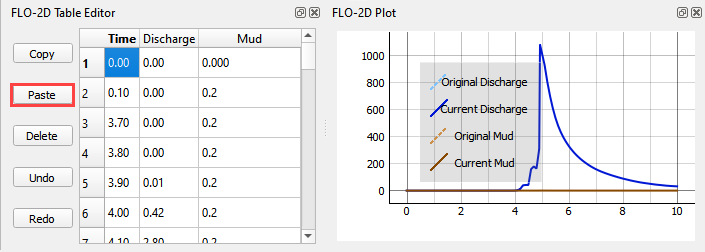 FLO-2D Table Editor
Copy
Paste
Delete
Undo
Redo
Time Discharge Mud
1 0.00 0.00 0.000
2 0.10 0.00 0.2
3 3.70 0.00 0.2
4 3.80 0.00 0.2
5 3.90 0.01 0.2
6 4.00 0.42 0.2
7 4.10 2.80 0.2
FLO-2D Plot
1000
800
600
400
200
0
Original Discharge
Current Discharge
Original Mud
Current Mud
0 2 4 6 8 10